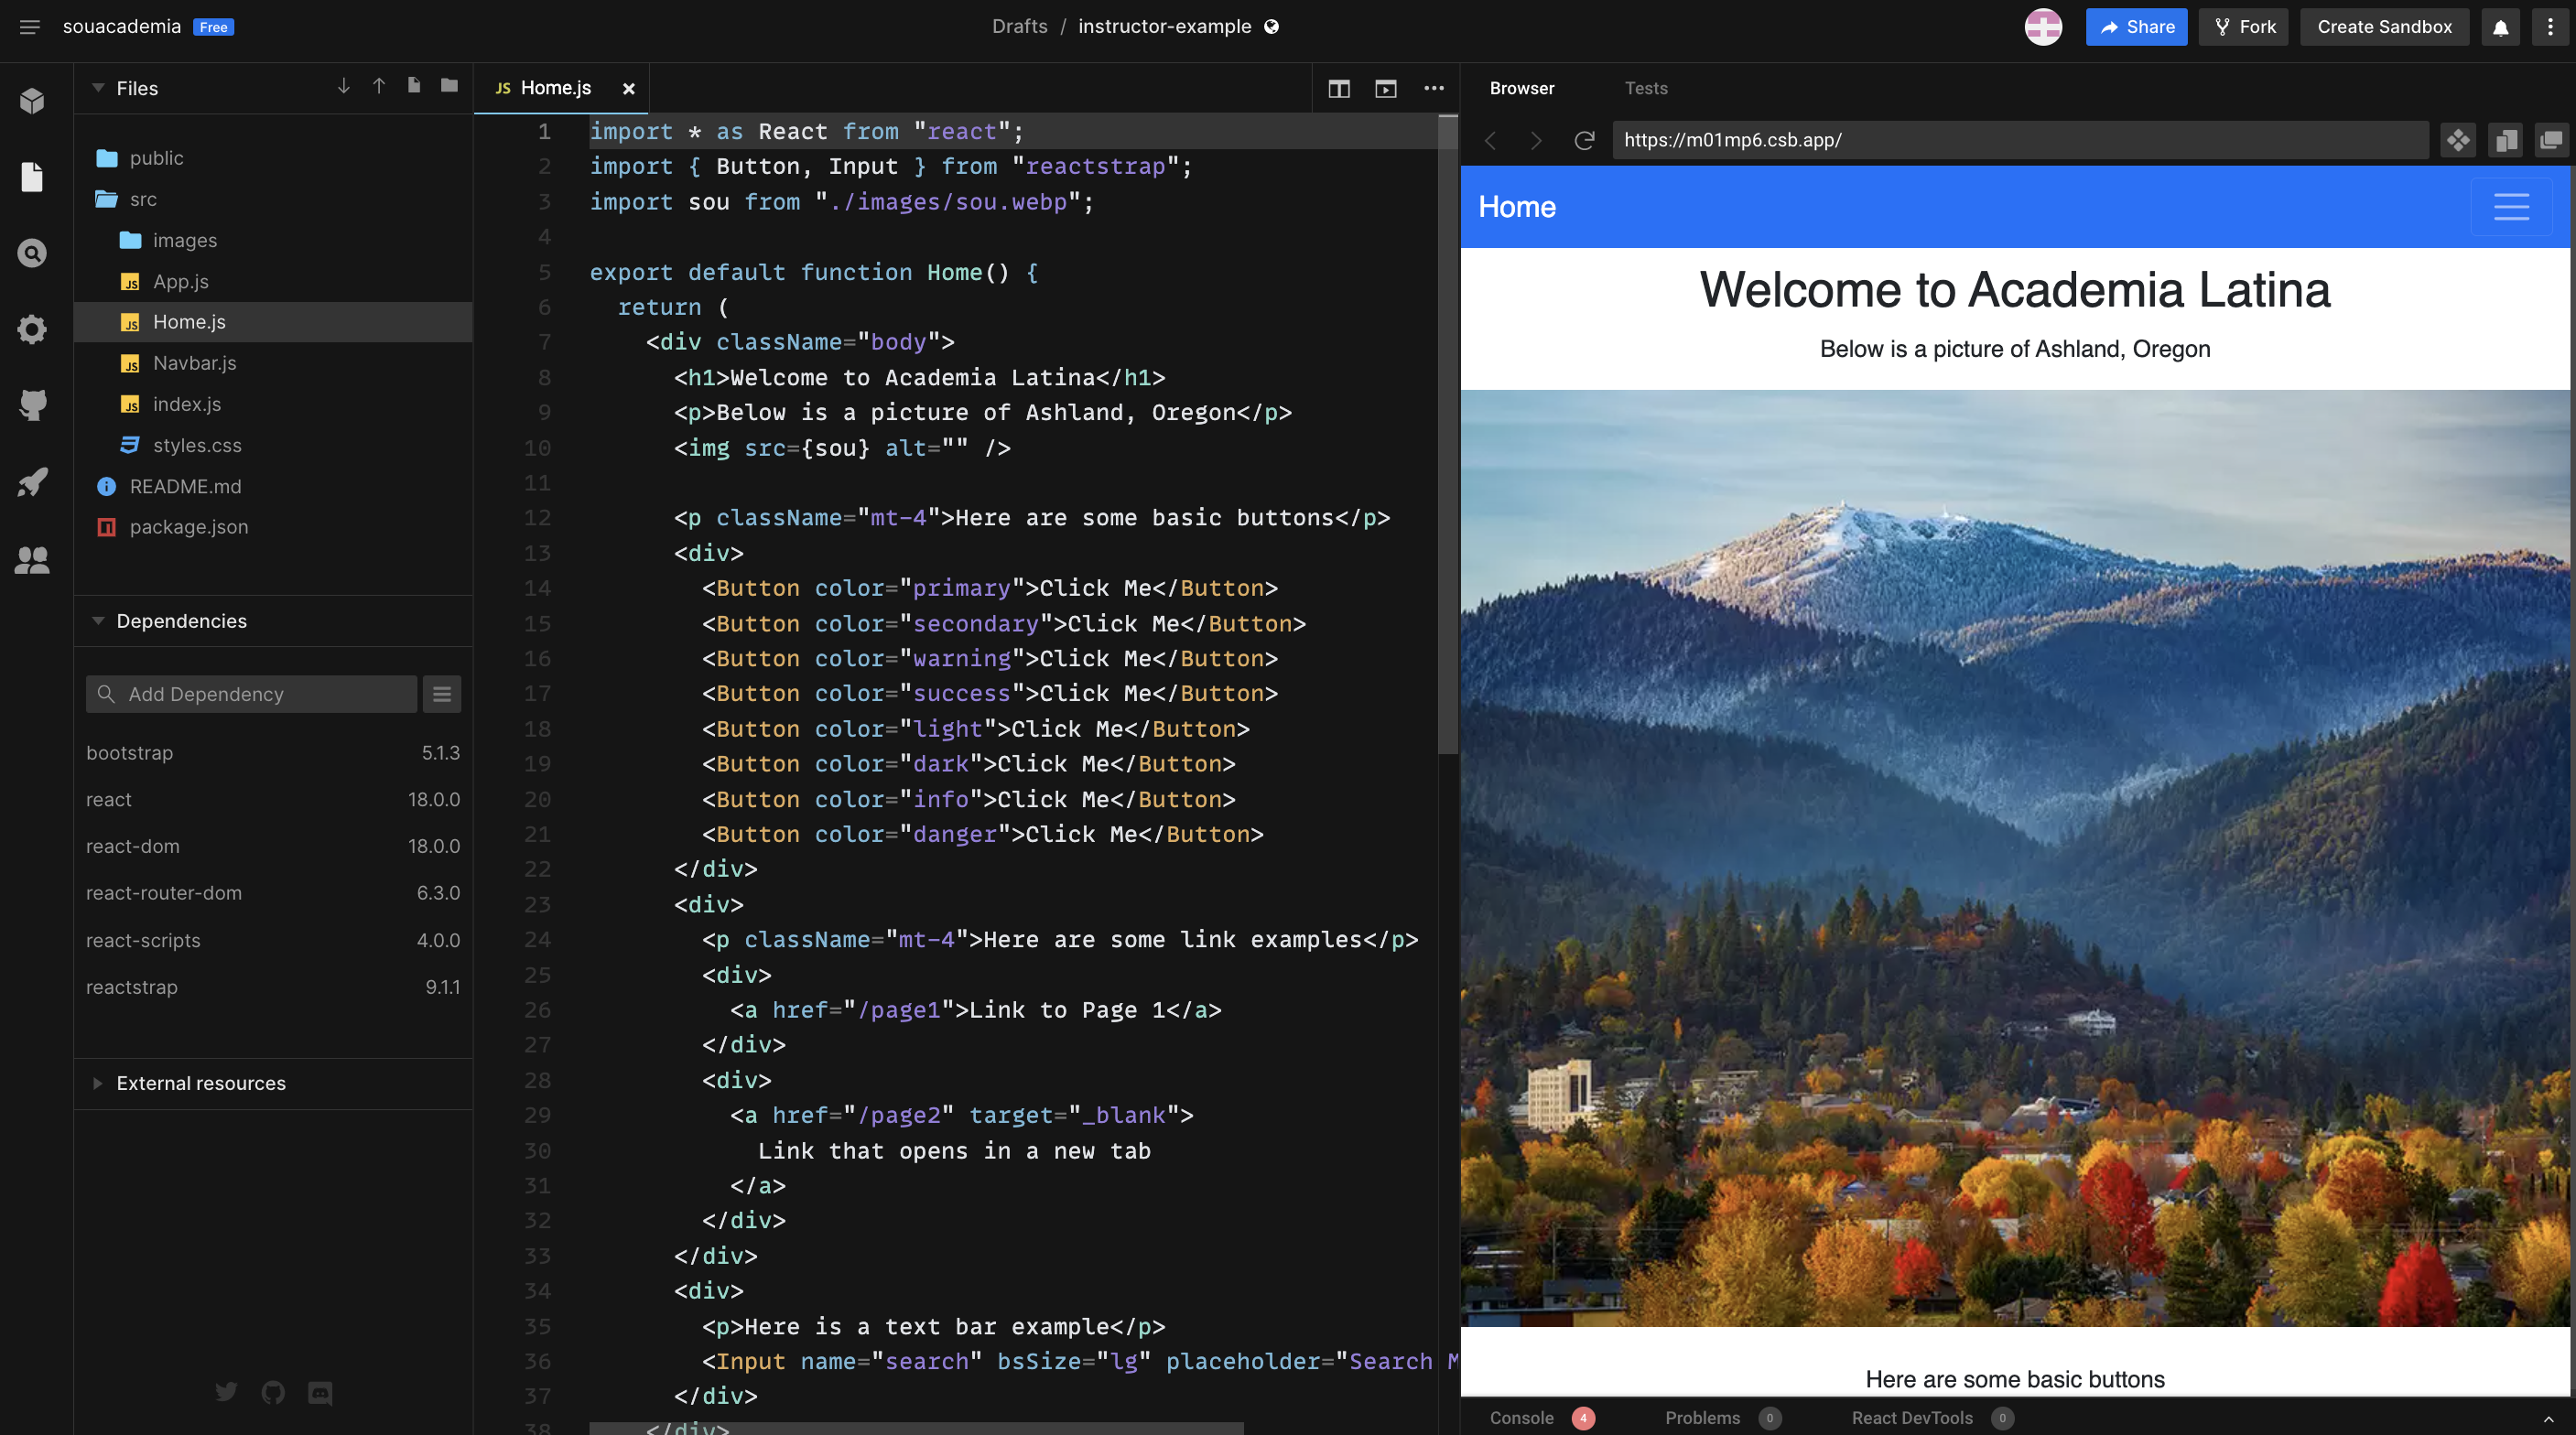 souacademia Free
Drafts / instructor-example
Share
Fork
Create Sandbox
Files
public
src
images
JS App.js
JS Home.js
JS Navbar.js
JS index.js
styles.css
README.md
package.json
Dependencies
Add Dependency
bootstrap 5.1.3
react 18.0.0
react-dom 18.0.0
react-router-dom 6.3.0
react-scripts 4.0.0
reactstrap 9.1.1
External resources
JS Home.js
1 import * as React from "react";
2 import { Button, Input } from "reactstrap";
3 import sou from "./images/sou.webp";
4
5 export default function Home() {
6 return (
7 <div className="body">
8 <h1>Welcome to Academia Latina</h1>
9 <p>Below is a picture of Ashland, Oregon</p>
10 <img src={sou} alt="" />
11
12 <p className="mt-4">Here are some basic buttons</p>
13 <div>
14 <Button color="primary">Click Me</Button>
15 <Button color="secondary">Click Me</Button>
16 <Button color="warning">Click Me</Button>
17 <Button color="success">Click Me</Button>
18 <Button color="light">Click Me</Button>
19 <Button color="dark">Click Me</Button>
20 <Button color="info">Click Me</Button>
21 <Button color="danger">Click Me</Button>
22 </div>
23 <div>
24 <p className="mt-4">Here are some link examples</p>
25 <div>
26 <a href="/page1">Link to Page 1</a>
27 </div>
28 <div>
29 <a href="/page2" target="_blank">
30 Link that opens in a new tab
31 </a>
32 </div>
33 </div>
34 <div>
35 <p>Here is a text bar example</p>
36 <Input name="search" bsSize="lg" placeholder="Search M
37 </div>
38 </div>
Browser
Tests
https://m01mp6.csb.app/
Home
Welcome to Academia Latina
Below is a picture of Ashland, Oregon
Here are some basic buttons
Console 4
Problems 0
React DevTools 0